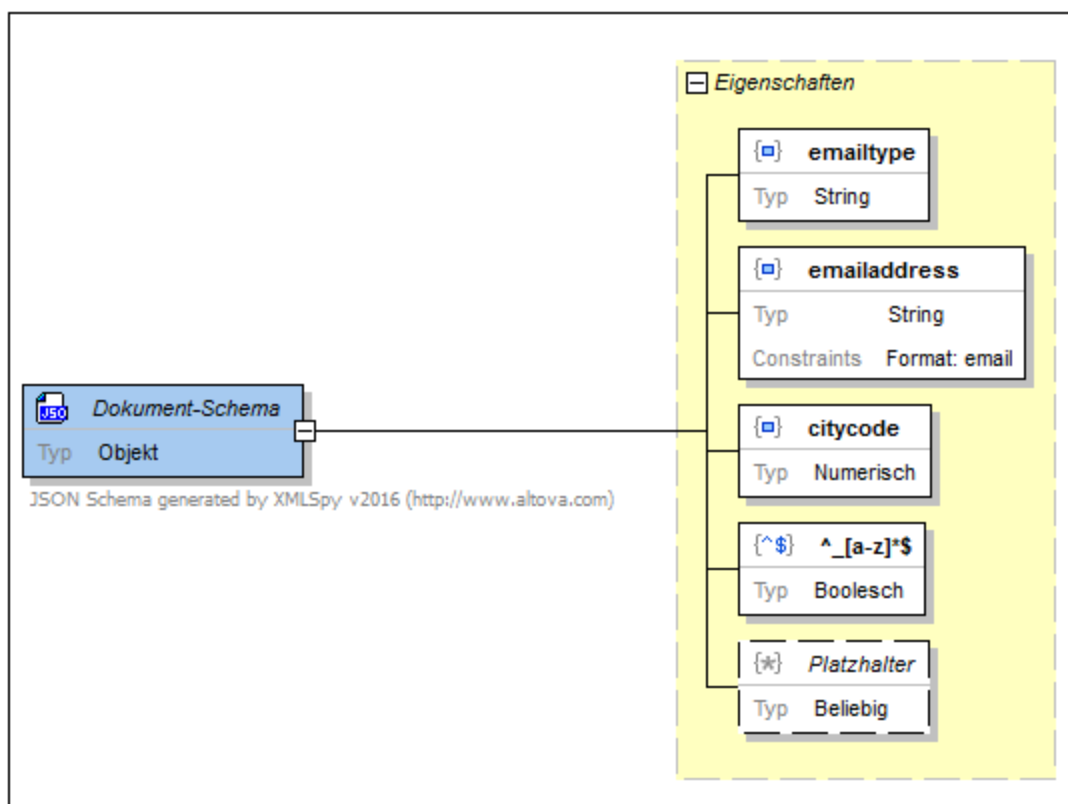 Eigenschaften
emailtype
Typ String
emailaddress
Typ String
Constraints Format: email
Dokument-Schema
Typ Objekt
JSON Schema generated by XMLSpy v2016 (http://www.altova.com)
citycode
Typ Numerisch
{^$} ^_[a-z]*$
Typ Boolesch
{*} Platzhalter
Typ Beliebig